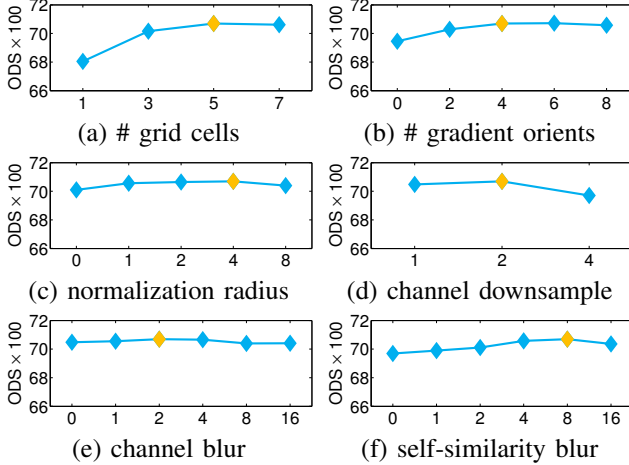 72
70
68
66
ODS × 100
1 3 5 7
(a) # grid cells
72
70
68
66
ODS × 100
0 2 4 6 8
(b) # gradient orients
72
70
68
66
ODS × 100
0 1 2 4 8
(c) normalization radius
72
70
68
66
ODS × 100
1 2 4
(d) channel downsample
72
70
68
66
ODS × 100
0 1 2 4 8 16
(e) channel blur
72
70
68
66
ODS × 100
0 1 2 4 8 16
(f) self-similarity blur